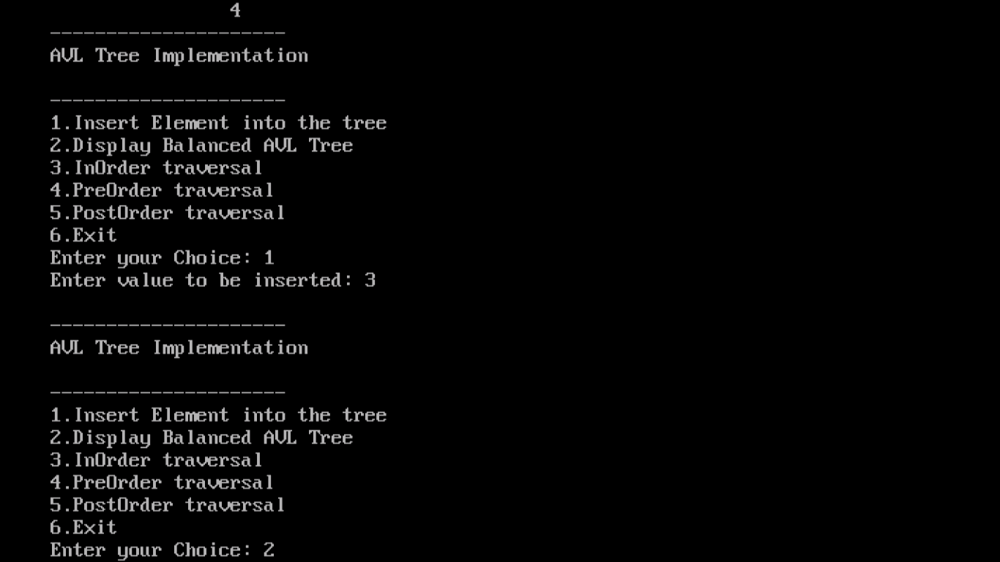 4
---------------------
AVL Tree Implementation
---------------------
1.Insert Element into the tree
2.Display Balanced AVL Tree
3.InOrder traversal
4.PreOrder traversal
5.PostOrder traversal
6.Exit
Enter your Choice: 1
Enter value to be inserted: 3
---------------------
AVL Tree Implementation
---------------------
1.Insert Element into the tree
2.Display Balanced AVL Tree
3.InOrder traversal
4.PreOrder traversal
5.PostOrder traversal
6.Exit
Enter your Choice: 2